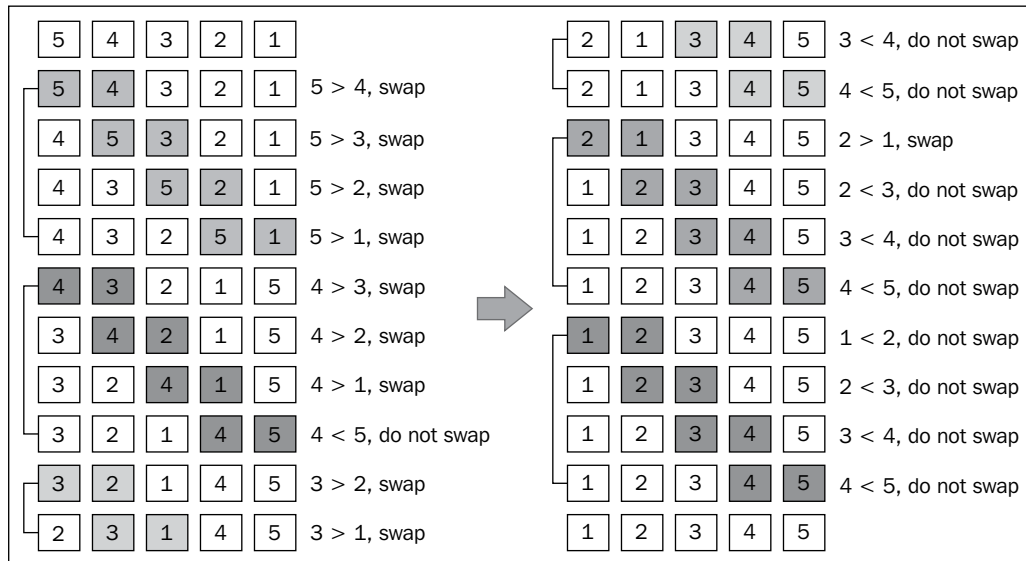 5 4 3 2 1
5 4 3 2 1 5 > 4, swap
4 5 3 2 1 5 > 3, swap
4 3 5 2 1 5 > 2, swap
4 3 2 5 1 5 > 1, swap
4 3 2 1 5 4 > 3, swap
3 4 2 1 5 4 > 2, swap
3 2 4 1 5 4 > 1, swap
3 2 1 4 5 4 < 5, do not swap
3 2 1 4 5 3 > 2, swap
2 3 1 4 5 3 > 1, swap
2 1 3 4 5 3 < 4, do not swap
2 1 3 4 5 4 < 5, do not swap
2 1 3 4 5 2 > 1, swap
1 2 3 4 5 2 < 3, do not swap
1 2 3 4 5 3 < 4, do not swap
1 2 3 4 5 4 < 5, do not swap
1 2 3 4 5 1 < 2, do not swap
1 2 3 4 5 2 < 3, do not swap
1 2 3 4 5 3 < 4, do not swap
1 2 3 4 5 4 < 5, do not swap
1 2 3 4 5